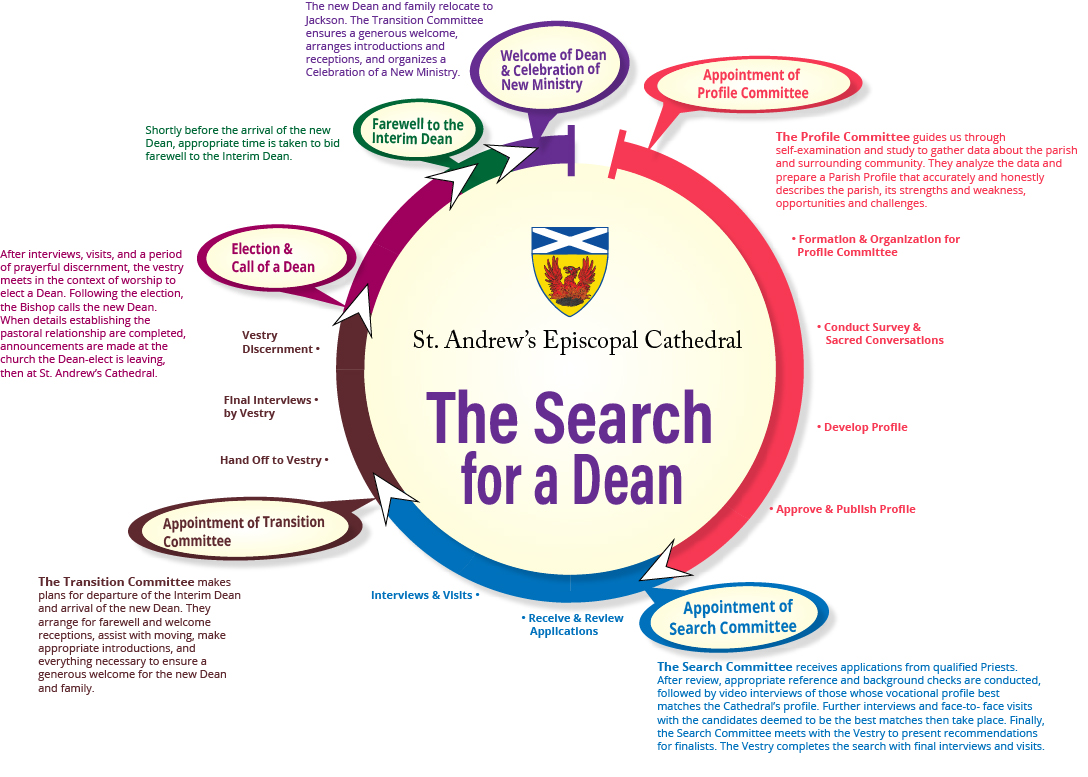 The new Dean and family relocate to
Jackson. The Transition Committee
ensures a generous welcome,
arranges introductions and
receptions, and organizes a
Celebration of a New Ministry.
Welcome of Dean
& Celebration of
New Ministry
Appointment of
Profile Committee
The Profile Committee guides us through
self-examination and study to gather data about the parish
and surrounding community. They analyze the data and
prepare a Parish Profile that accurately and honestly
describes the parish, its strengths and weakness,
opportunities and challenges.
• Formation & Organization for
Profile Committee
• Conduct Survey &
Sacred Conversations
• Develop Profile
• Approve & Publish Profile
Appointment of
Search Committee
The Search Committee receives applications from qualified Priests.
After review, appropriate reference and background checks are conducted,
followed by video interviews of those whose vocational profile best
matches the Cathedral's profile. Further interviews and face-to- face visits
with the candidates deemed to be the best matches then take place. Finally,
the Search Committee meets with the Vestry to present recommendations
for finalists. The Vestry completes the search with final interviews and visits.
• Receive & Review
Applications
Interviews & Visits •
Appointment of Transition
Committee
The Transition Committee makes
plans for departure of the Interim Dean
and arrival of the new Dean. They
arrange for farewell and welcome
receptions, assist with moving, make
appropriate introductions, and
everything necessary to ensure a
generous welcome for the new Dean
and family.
Hand Off to Vestry •
Final Interviews •
by Vestry
Vestry
Discernment •
Election &
Call of a Dean
After interviews, visits, and a period
of prayerful discernment, the vestry
meets in the context of worship to
elect a Dean. Following the election,
the Bishop calls the new Dean.
When details establishing the
pastoral relationship are completed,
announcements are made at the
church the Dean-elect is leaving,
then at St. Andrew's Cathedral.
Farewell to the
Interim Dean
Shortly before the arrival of the new
Dean, appropriate time is taken to bid
farewell to the Interim Dean.
St. Andrew's Episcopal Cathedral
The Search
for a Dean